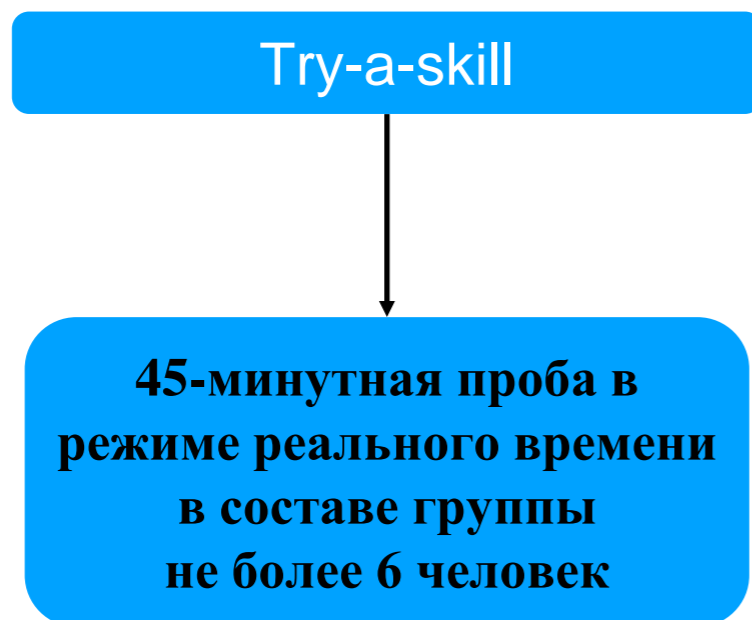 Try-a-skill
45-минутная проба в
режиме реального времени
в составе группы
не более 6 человек